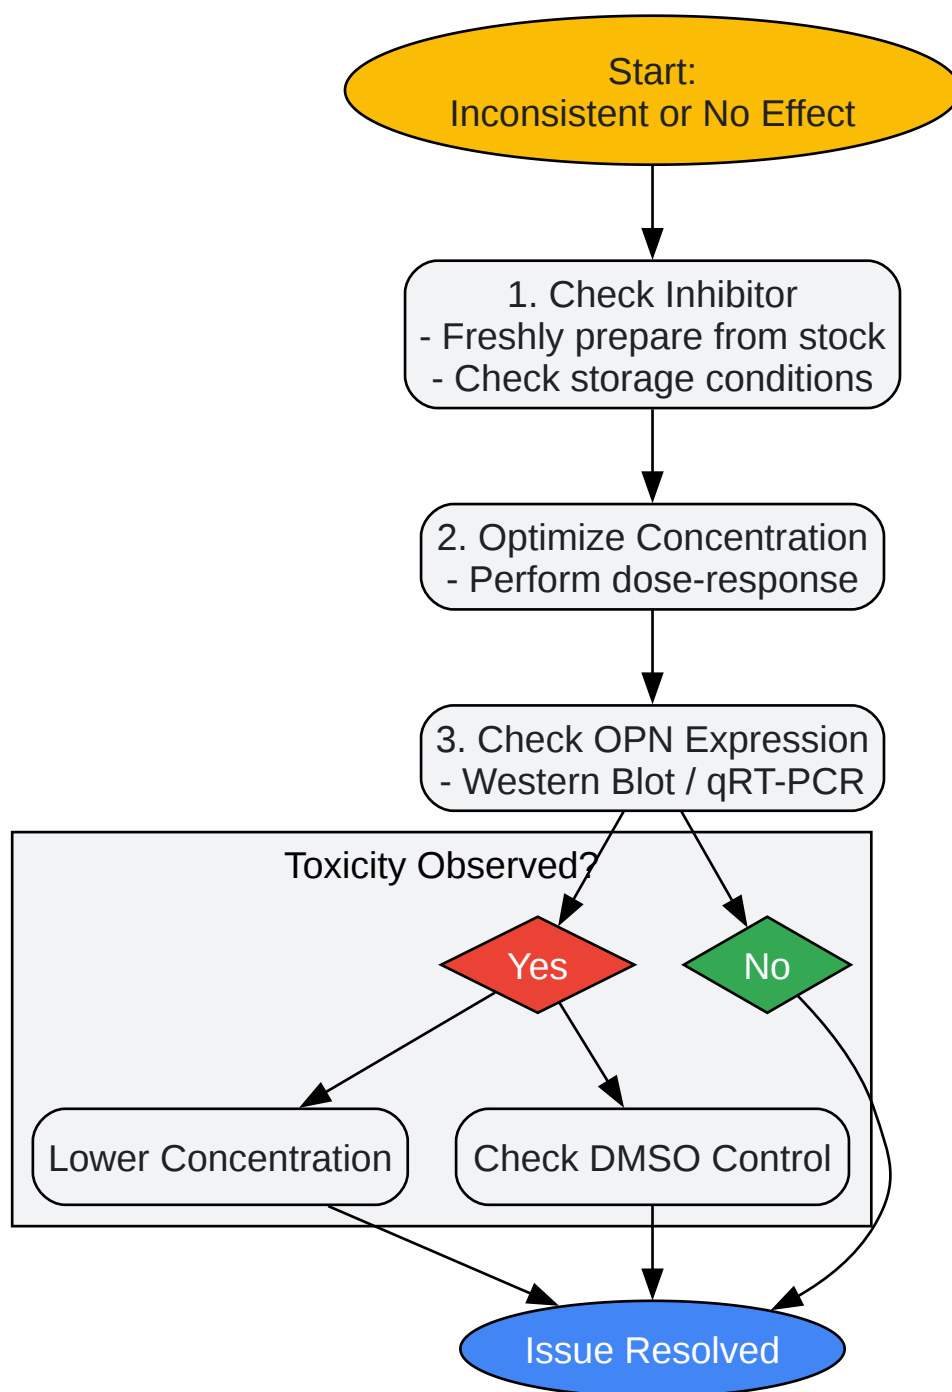 Start:
Inconsistent or No Effect
1. Check Inhibitor
- Freshly prepare from stock
- Check storage conditions
2. Optimize Concentration
- Perform dose-response
3. Check OPN Expression
- Western Blot / qRT-PCR
Toxicity Observed?
Yes
No
Lower Concentration
Check DMSO Control
Issue Resolved